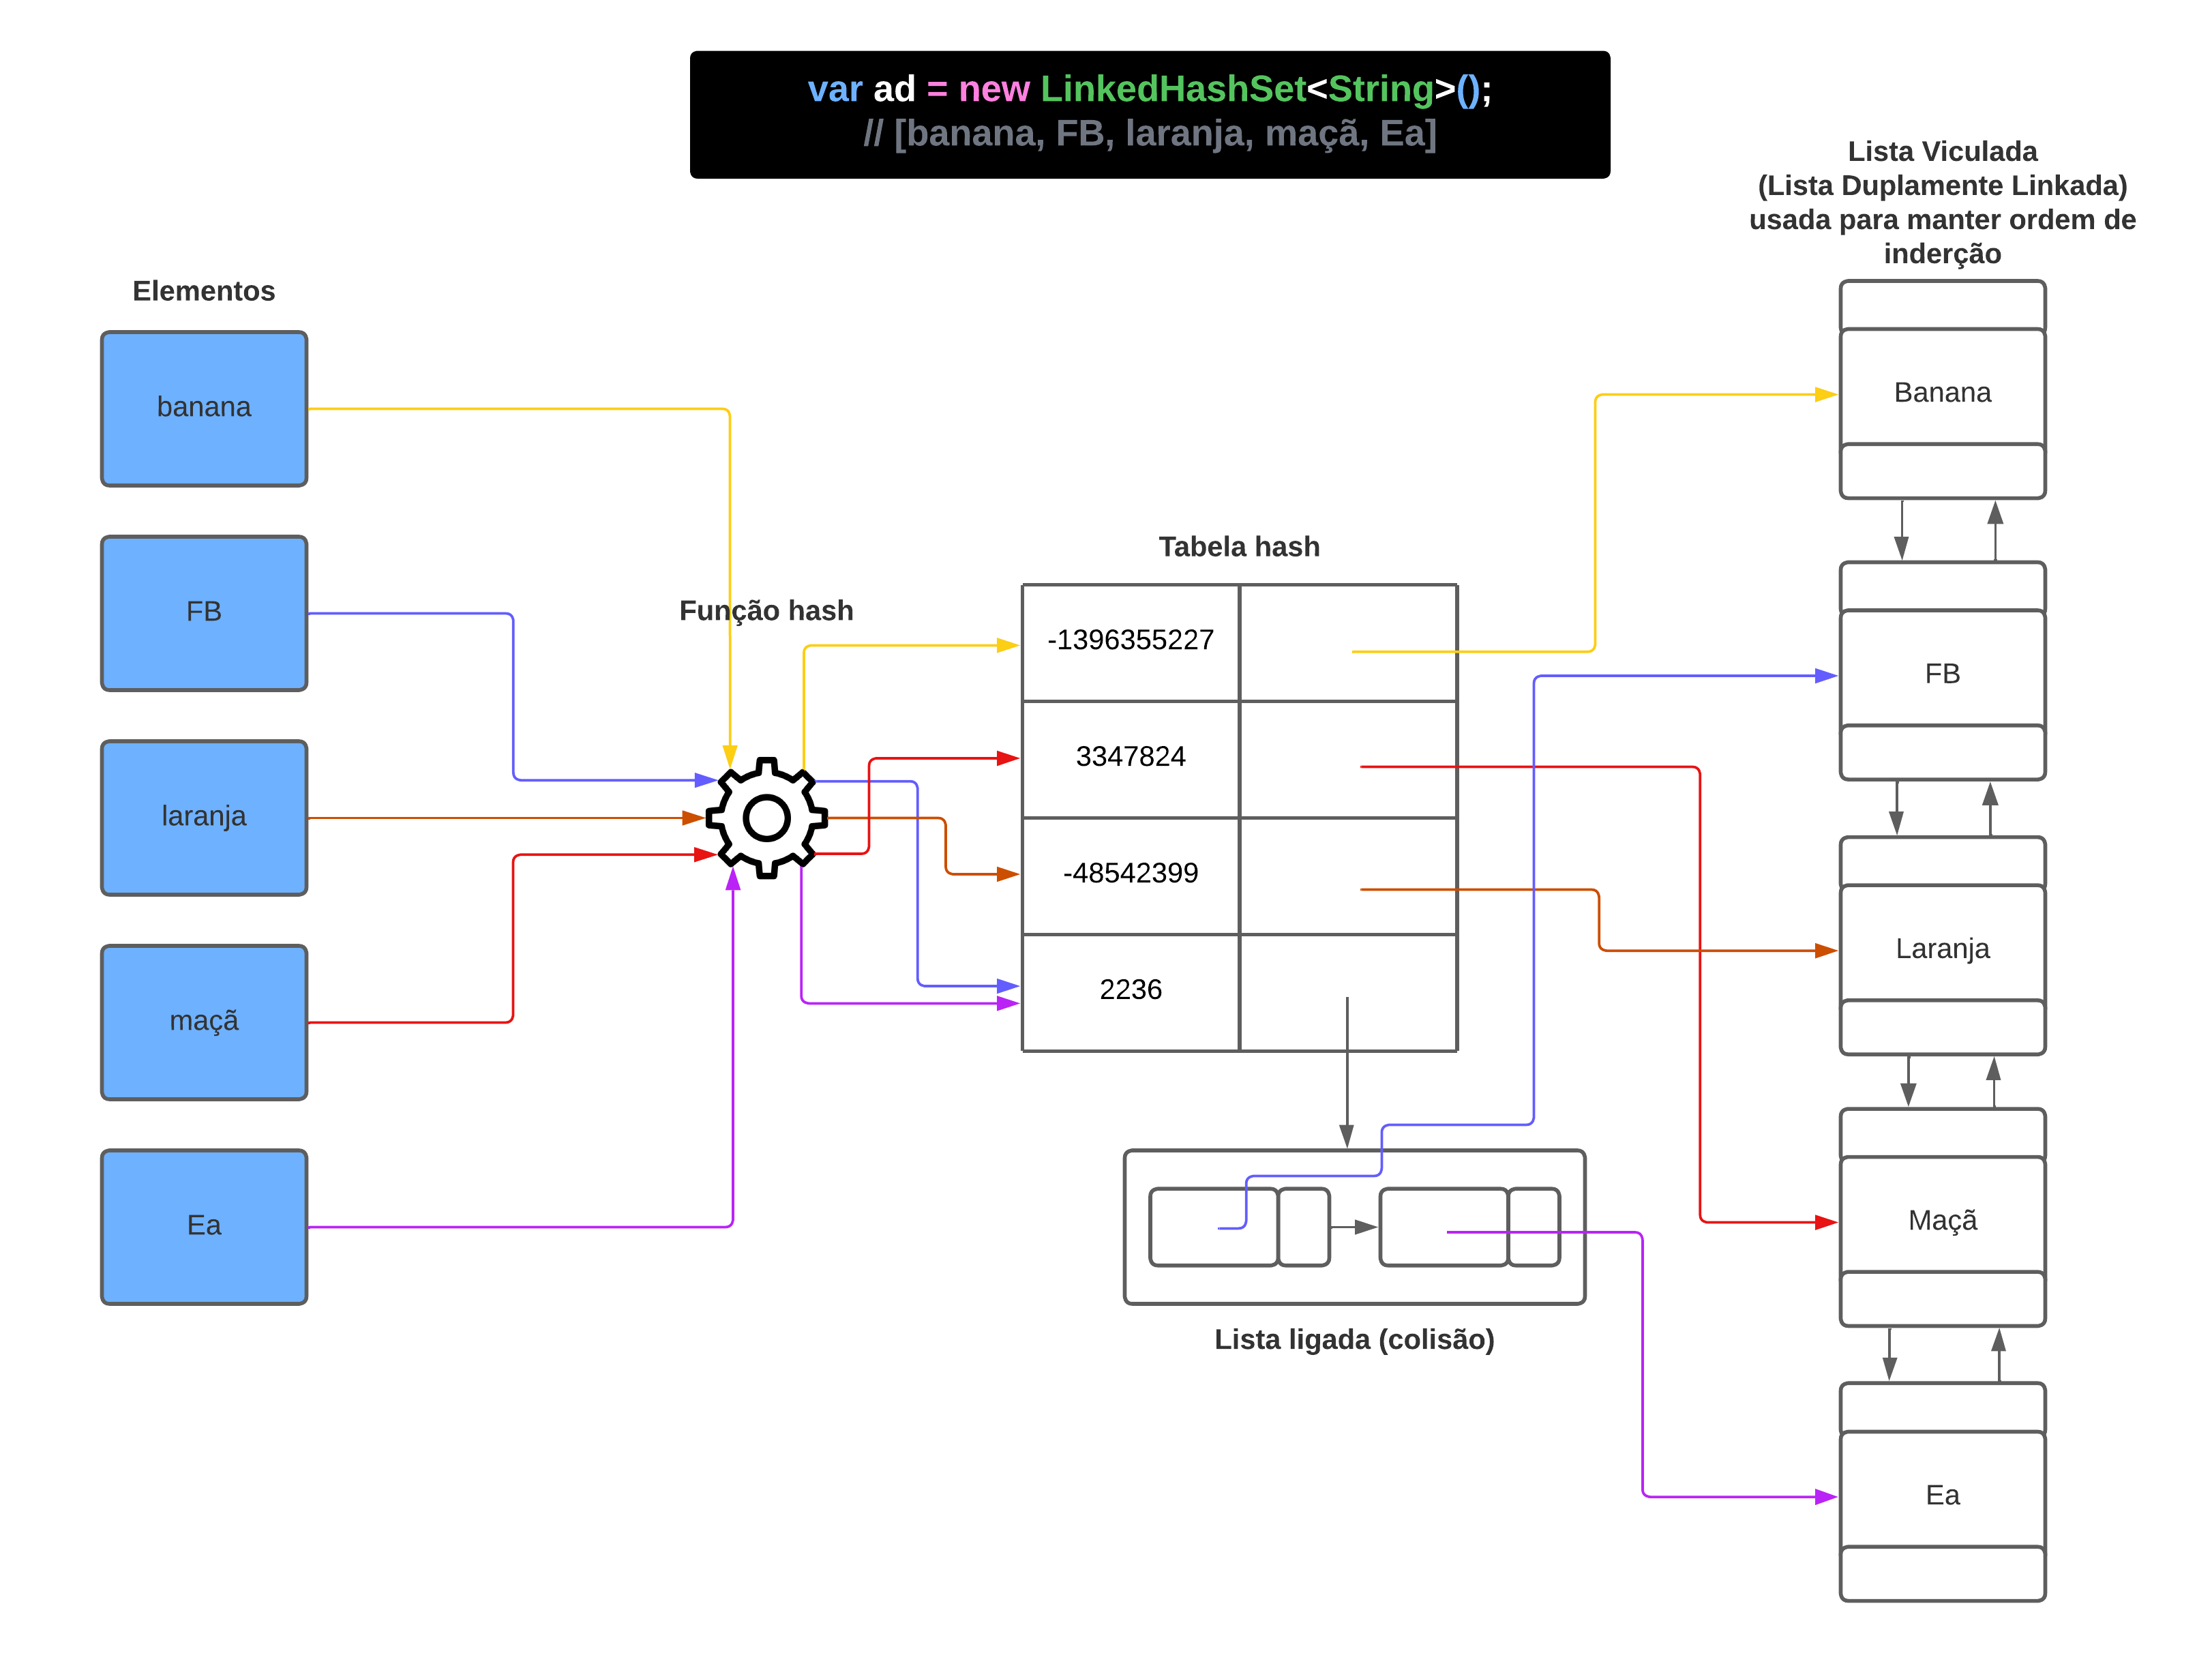 var ad = new LinkedHashSet<String>();
// [banana, FB, laranja, maçã, Ea]
Lista Viculada
(Lista Duplamente Linkada)
usada para manter ordem de
inderção
Elementos
banana
FB
laranja
maçã
Ea
Função hash
Tabela hash
-1396355227
3347824
-48542399
2236
Lista ligada (colisão)
Banana
FB
Laranja
Maçã
Ea